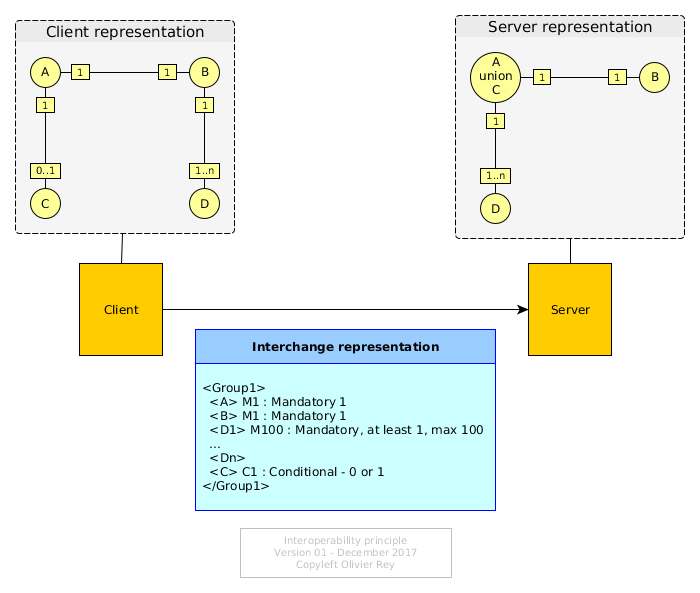 Client representation
A
1
1
B
1
1
0..1
1..n
C
D
Server representation
A
union
C
1
1
B
1
1..n
D
Client
Server
Interchange representation
<Group1>
<A> M1 : Mandatory 1
<B> M1 : Mandatory 1
<D1> M100 : Mandatory, at least 1, max 100
...
<Dn>
<C> C1 : Conditional - 0 or 1
</Group1>
Interoperability principle
Version 01 - December 2017
Copyleft Olivier Rey